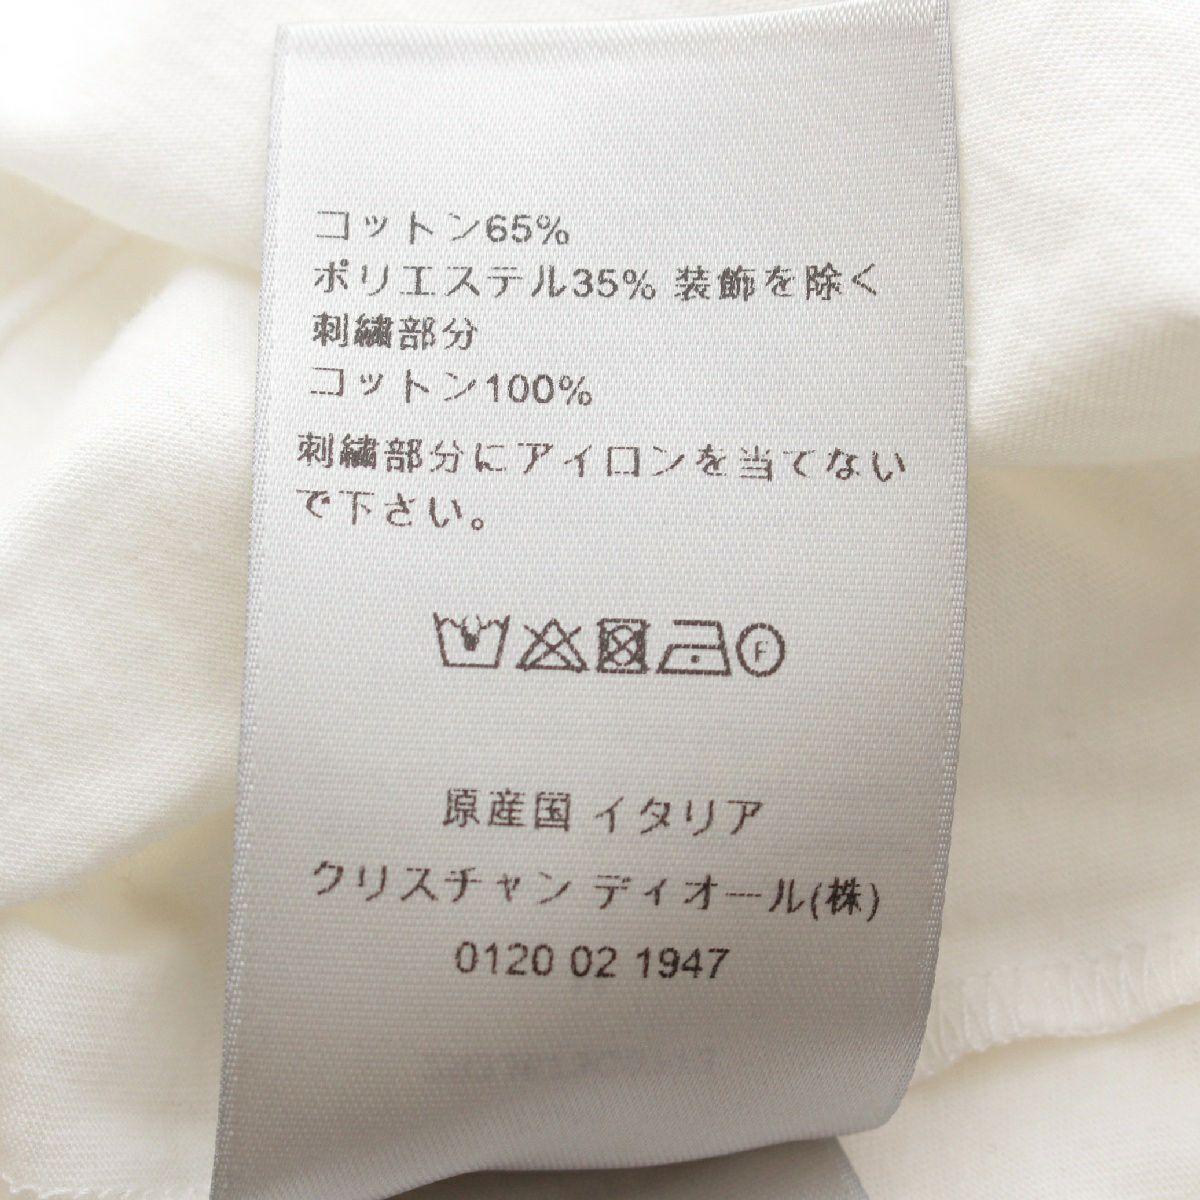 コットン65%
ポリエステル35% 装飾を除く
刺繍部分
コットン100%
刺繍部分にアイロンを当てない
で下さい。
F
原産国 イタリア
クリスチャン ディオール(株)
0120 02 1947